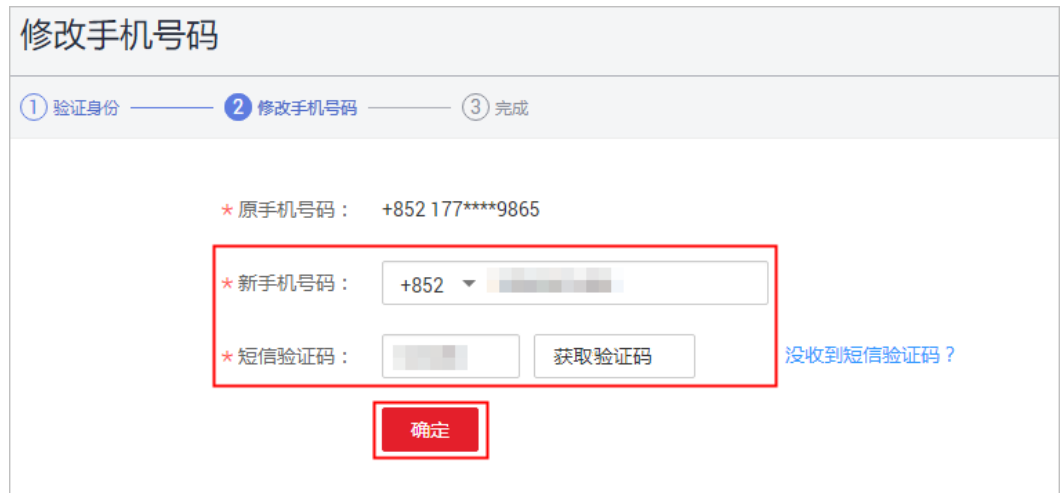 修改手机号码
1 验证身份 2 修改手机号码 3 完成
* 原手机号码： +852 177****9865
* 新手机号码： +852
* 短信验证码： 获取验证码 没收到短信验证码？
确定